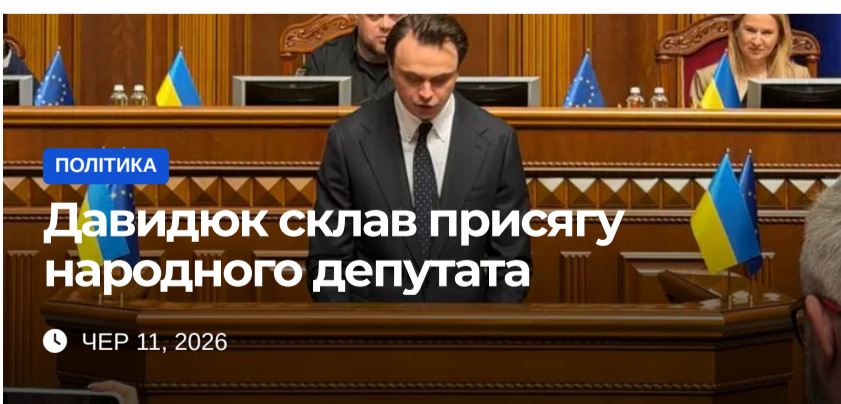 ПОЛІТИКА
Давидюк склав присягу
народного депутата
ЧЕР 11, 2026